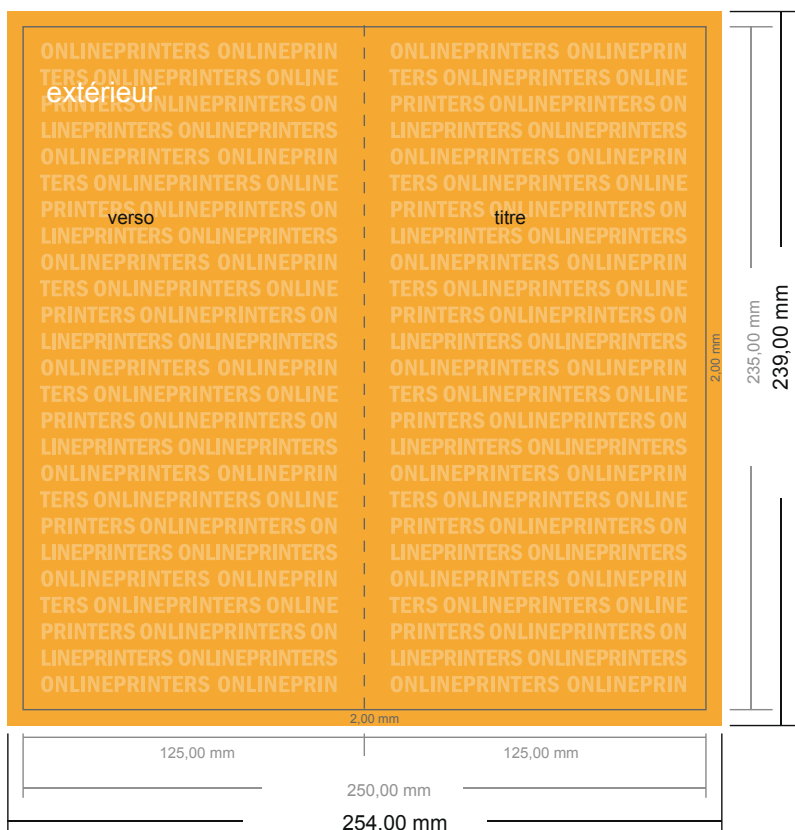 ONLINEPRINTERS ONLINEPRIN
TERS ONLINEPRINTERS ONLINE
extérieur
PRINTERS ONLINEPRINTERS ON
LINEPRINTERS ONLINEPRINTERS
ONLINEPRINTERS ONLINEPRIN
TERS ONLINEPRINTERS ONLINE
PRINTERS ONLINEPRINTERS ON
verso
LINEPRINTERS ONLINEPRINTERS
ONLINEPRINTERS ONLINEPRIN
TERS ONLINEPRINTERS ONLINE
PRINTERS ONLINEPRINTERS ON
LINEPRINTERS ONLINEPRINTERS
ONLINEPRINTERS ONLINEPRIN
TERS ONLINEPRINTERS ONLINE
PRINTERS ONLINEPRINTERS ON
LINEPRINTERS ONLINEPRINTERS
ONLINEPRINTERS ONLINEPRIN
TERS ONLINEPRINTERS ONLINE
PRINTERS ONLINEPRINTERS ON
LINEPRINTERS ONLINEPRINTERS
ONLINEPRINTERS ONLINEPRIN
TERS ONLINEPRINTERS ONLINE
PRINTERS ONLINEPRINTERS ON
LINEPRINTERS ONLINEPRINTERS
ONLINEPRINTERS ONLINEPRIN
ONLINEPRINTERS ONLINEPRIN
TERS ONLINEPRINTERS ONLINE
PRINTERS ONLINEPRINTERS ON
LINEPRINTERS ONLINEPRINTERS
ONLINEPRINTERS ONLINEPRIN
TERS ONLINEPRINTERS ONLINE
PRINTERS ONLINEPRINTERS ON
titre
LINEPRINTERS ONLINEPRINTERS
ONLINEPRINTERS ONLINEPRIN
TERS ONLINEPRINTERS ONLINE
PRINTERS ONLINEPRINTERS ON
LINEPRINTERS ONLINEPRINTERS
ONLINEPRINTERS ONLINEPRIN
TERS ONLINEPRINTERS ONLINE
PRINTERS ONLINEPRINTERS ON
LINEPRINTERS ONLINEPRINTERS
ONLINEPRINTERS ONLINEPRIN
TERS ONLINEPRINTERS ONLINE
PRINTERS ONLINEPRINTERS ON
LINEPRINTERS ONLINEPRINTERS
ONLINEPRINTERS ONLINEPRIN
TERS ONLINEPRINTERS ONLINE
PRINTERS ONLINEPRINTERS ON
LINEPRINTERS ONLINEPRINTERS
ONLINEPRINTERS ONLINEPRIN
2,00 mm
235,00 mm
239,00 mm
2,00 mm
125,00 mm
125,00 mm
250,00 mm
254,00 mm